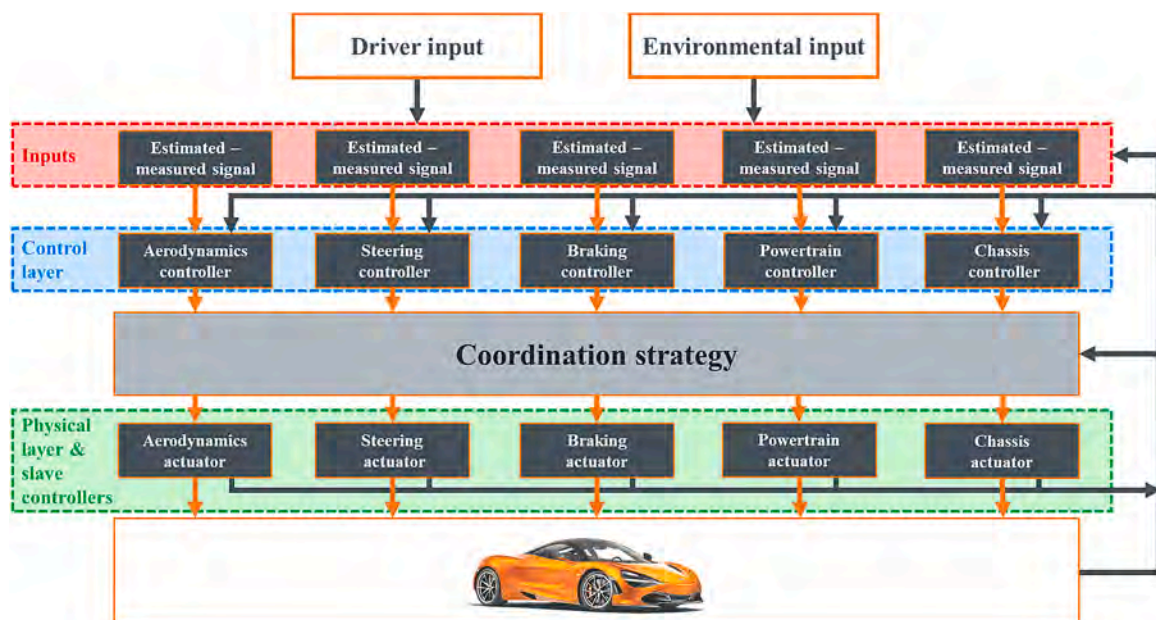 Driver input
Environmental input
Inputs
Estimated –
measured signal
Estimated –
measured signal
Estimated –
measured signal
Estimated –
measured signal
Estimated –
measured signal
Control
layer
Aerodynamics
controller
Steering
controller
Braking
controller
Powertrain
controller
Chassis
controller
Coordination strategy
Physical
layer &
slave
controllers
Aerodynamics
actuator
Steering
actuator
Braking
actuator
Powertrain
actuator
Chassis
actuator